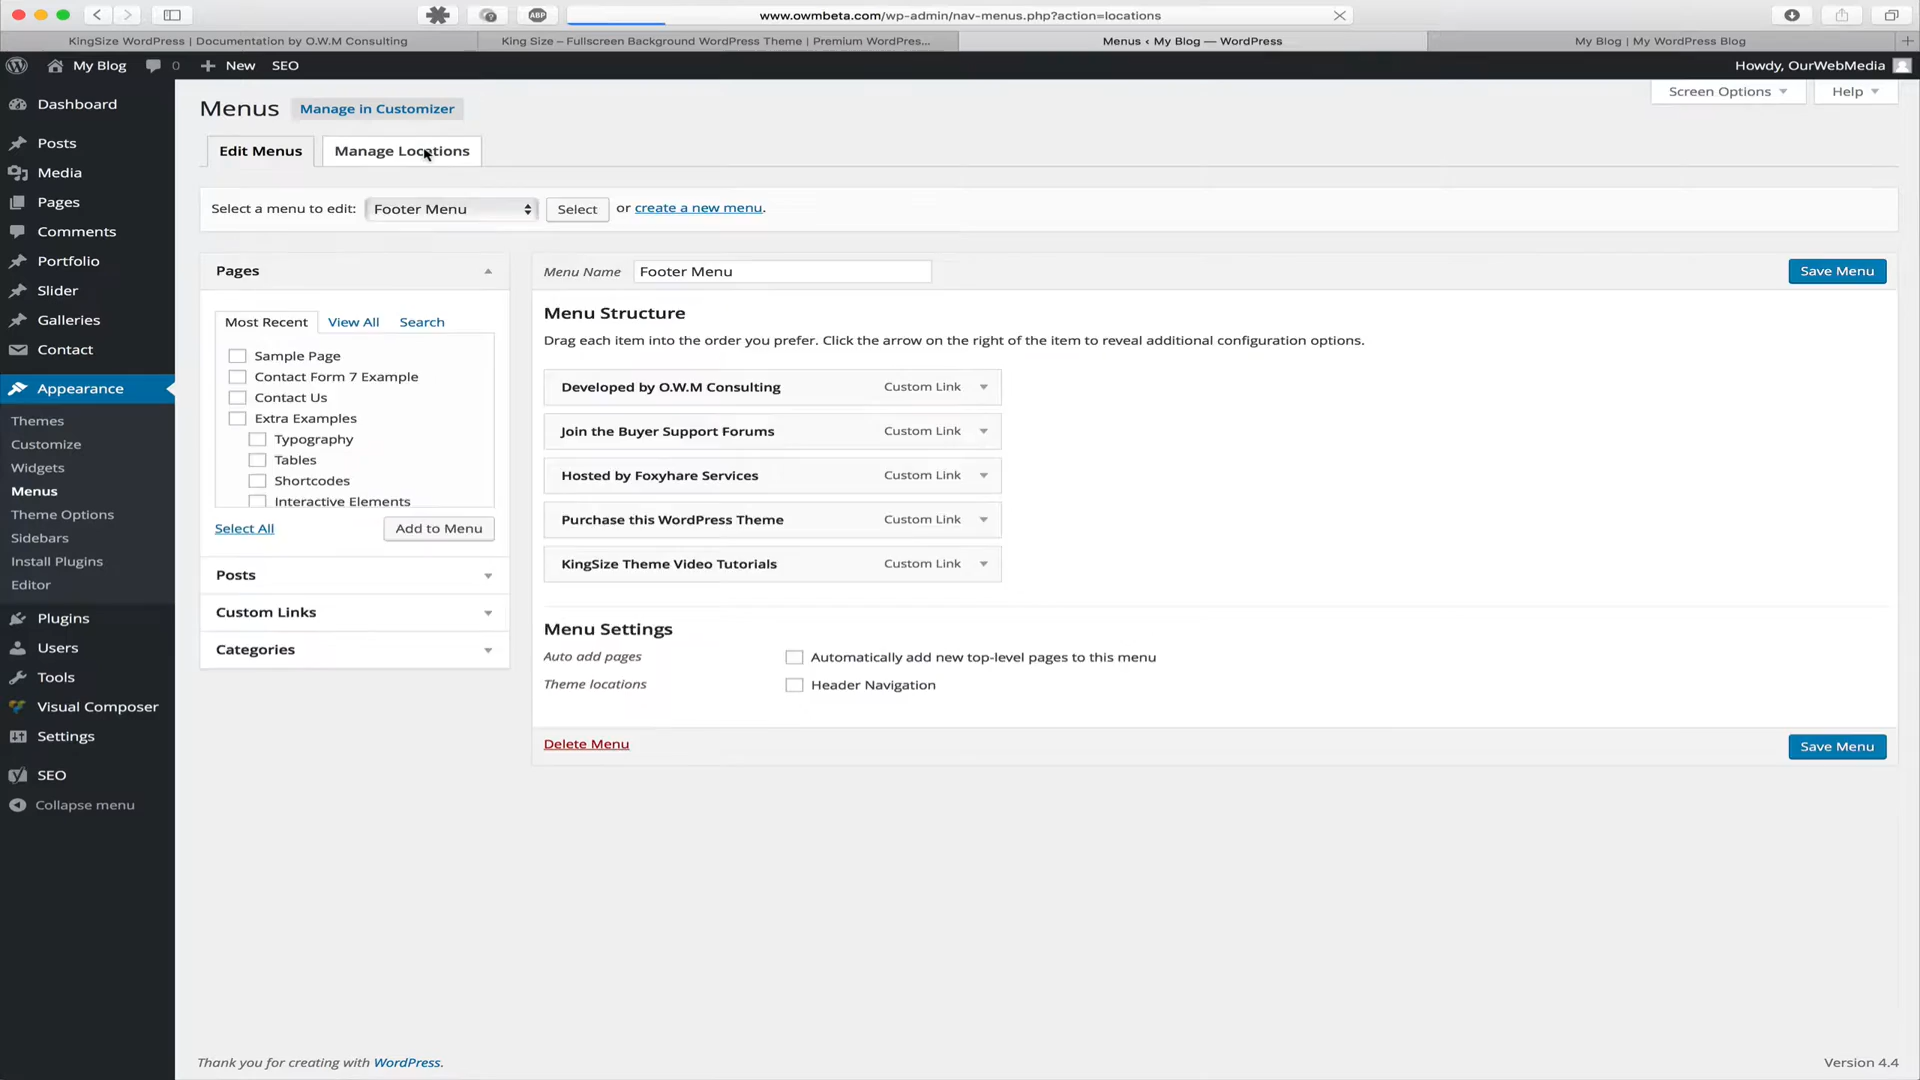 www.owmbeta.com/wp-admin/nav-menus.php?action=locations
KingSize WordPress | Documentation by O.W.M Consulting
King Size – Fullscreen Background WordPress Theme | Premium WordPres...
Menus ‹ My Blog — WordPress
My Blog | My WordPress Blog
My Blog 0 New SEO
Howdy, OurWebMedia
ABP
Dashboard
Posts
Media
Pages
Comments
Portfolio
Slider
Galleries
Contact
Appearance
Themes
Customize
Widgets
Menus
Theme Options
Sidebars
Install Plugins
Editor
Plugins
Users
Tools
Visual Composer
Settings
SEO
Collapse menu
Menus Manage in Customizer
Screen Options
Help
Edit Menus Manage Locations
Select a menu to edit: Footer Menu Select or create a new menu.
Pages
Most Recent View All Search
Sample Page
Contact Form 7 Example
Contact Us
Extra Examples
Typography
Tables
Shortcodes
Interactive Elements
Select All Add to Menu
Posts
Custom Links
Categories
Menu Name Footer Menu Save Menu
Menu Structure
Drag each item into the order you prefer. Click the arrow on the right of the item to reveal additional configuration options.
Developed by O.W.M Consulting Custom Link
Join the Buyer Support Forums Custom Link
Hosted by Foxyhare Services Custom Link
Purchase this WordPress Theme Custom Link
KingSize Theme Video Tutorials Custom Link
Menu Settings
Auto add pages Automatically add new top-level pages to this menu
Theme locations Header Navigation
Delete Menu Save Menu
Thank you for creating with WordPress.
Version 4.4